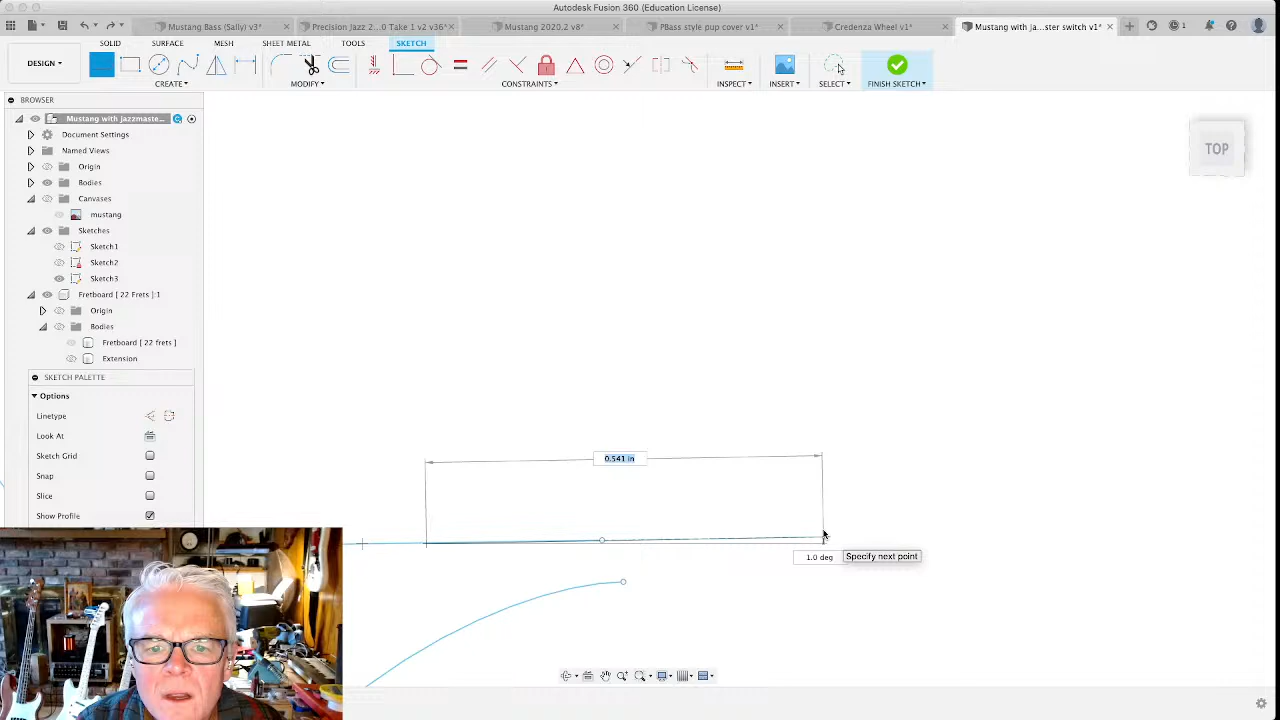 Autodesk Fusion 360 (Education License)
Mustang Bass (Sally) v3*
Precision Jazz 2...0 Take 1 v2 v36*
Mustang 2020.2 v8*
PBass style pup cover v1*
Credenza Wheel v1*
Mustang with ja...ster switch v1*
1
SOLID
SURFACE
MESH
SHEET METAL
TOOLS
SKETCH
DESIGN
CREATE
MODIFY
CONSTRAINTS
INSPECT
INSERT
SELECT
FINISH SKETCH
BROWSER
Mustang with jazzmaste...
Document Settings
Named Views
Origin
Bodies
Canvases
mustang
Sketches
Sketch1
Sketch2
Sketch3
Fretboard [ 22 Frets ]:1
Origin
Bodies
Fretboard [ 22 frets ]
Extension
SKETCH PALETTE
Options
Linetype
Look At
Sketch Grid
Snap
Slice
Show Profile
TOP
0.541 in
1.0 deg
Specify next point